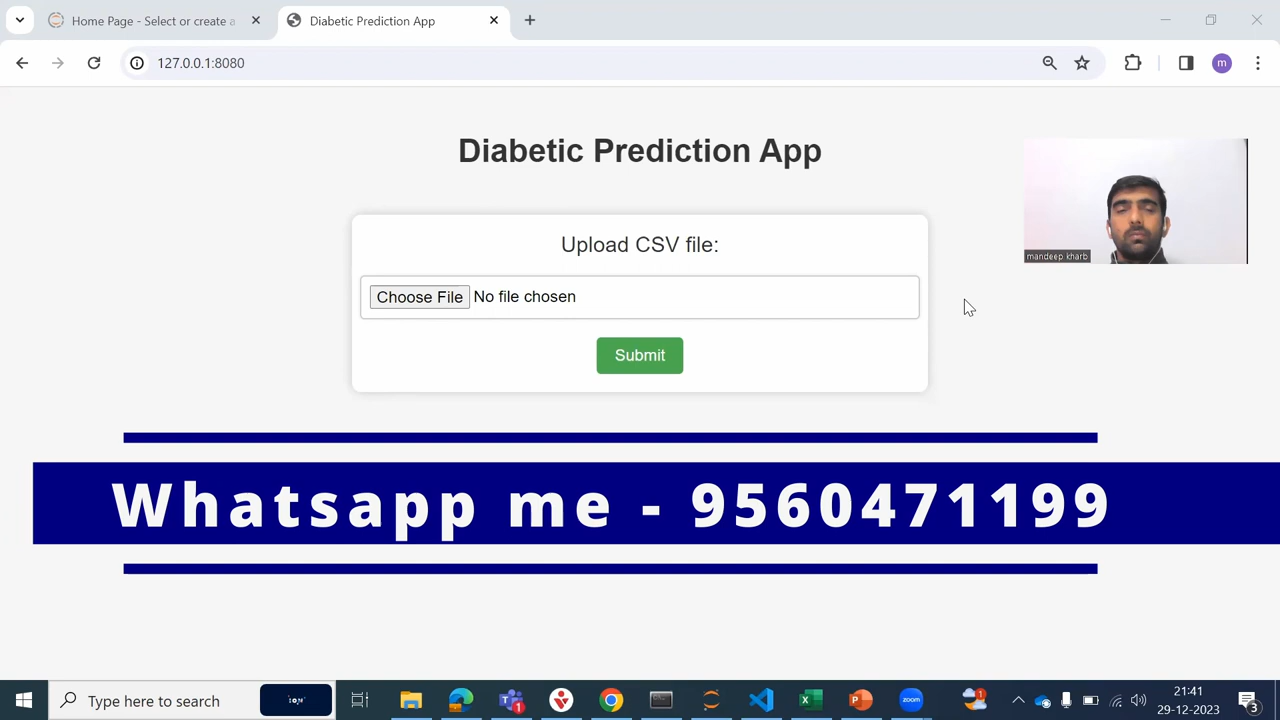 Home Page - Select or create a
Diabetic Prediction App
127.0.0.1:8080
m
Diabetic Prediction App
Upload CSV file:
Choose File No file chosen
Submit
mandeep kharb
Whatsapp me - 9560471199
Type here to search
zoom
21:41
29-12-2023
3